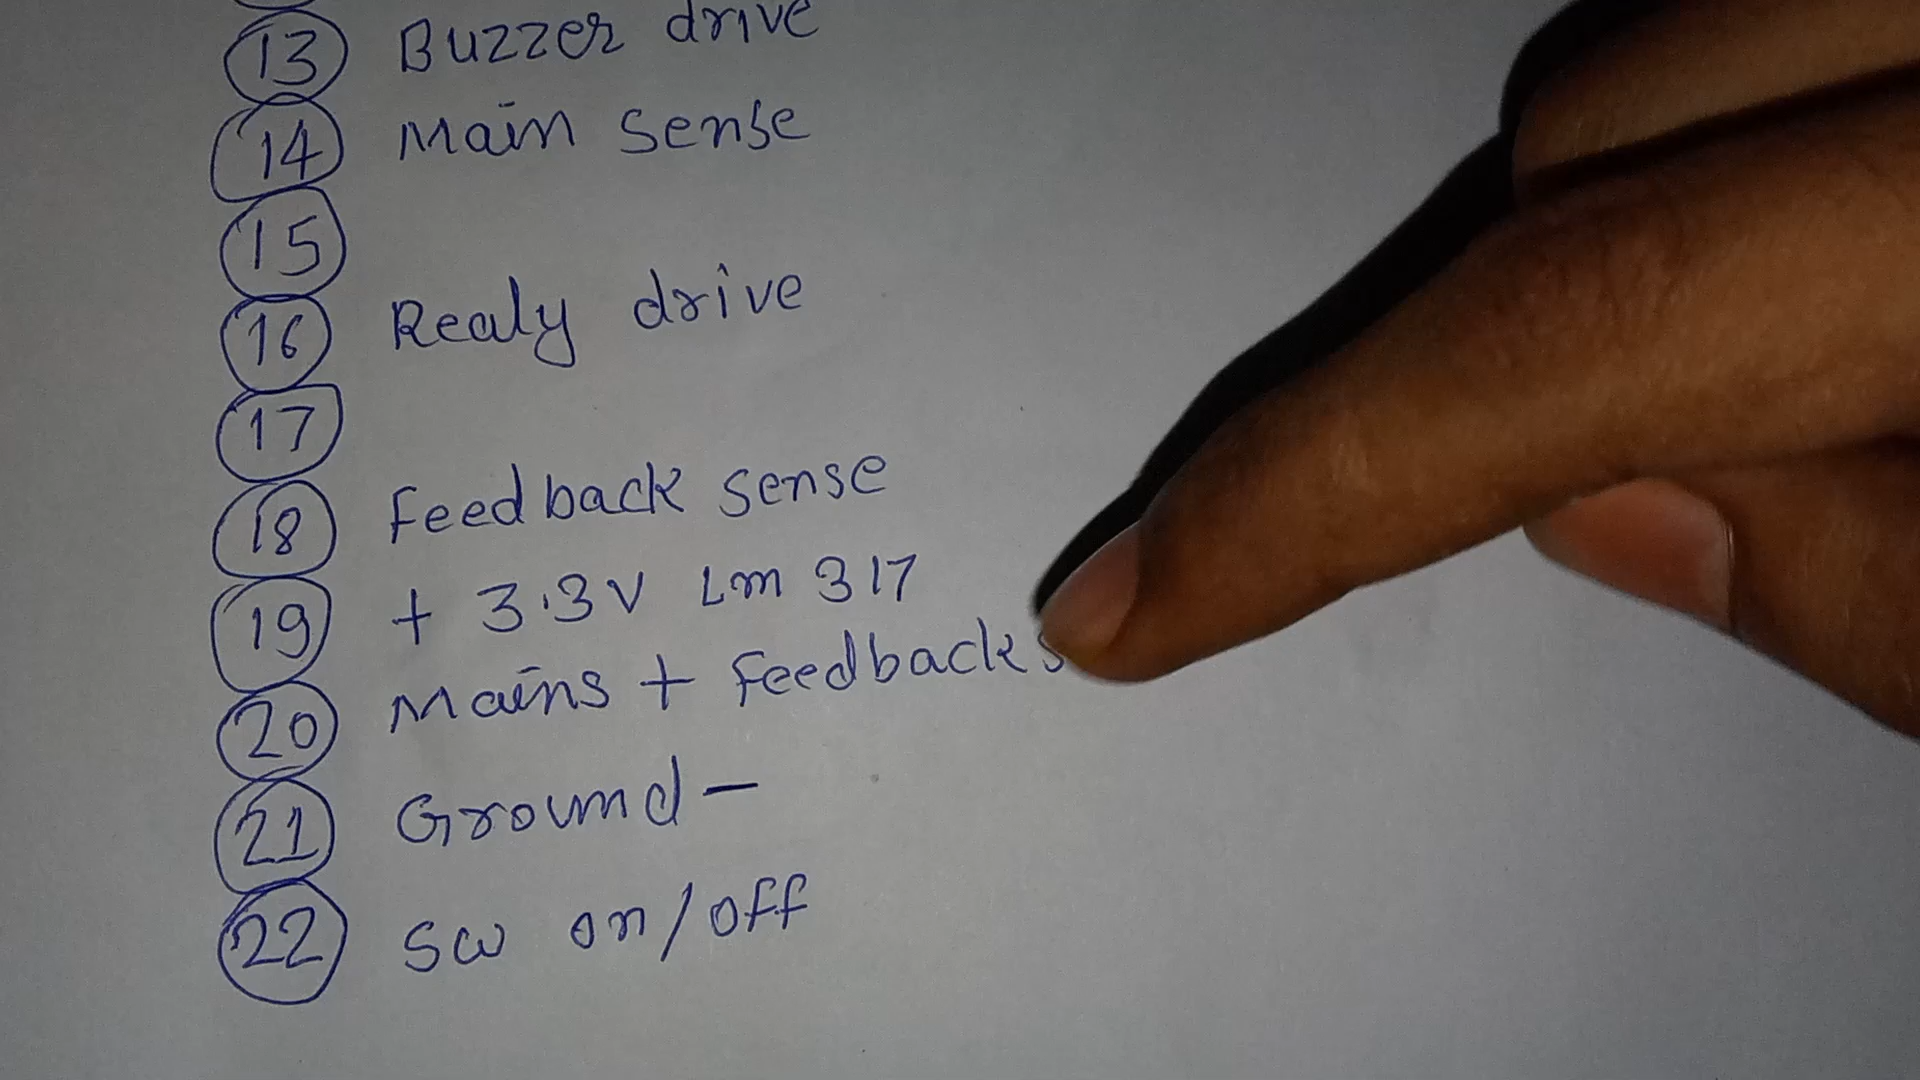 13 Buzzer drive
14 Main Sense
15
16 Realy drive
17
18 Feedback sense
19 + 3.3V Lm 317
20 Mains + Feedback
21 Ground -
22 SW on/off